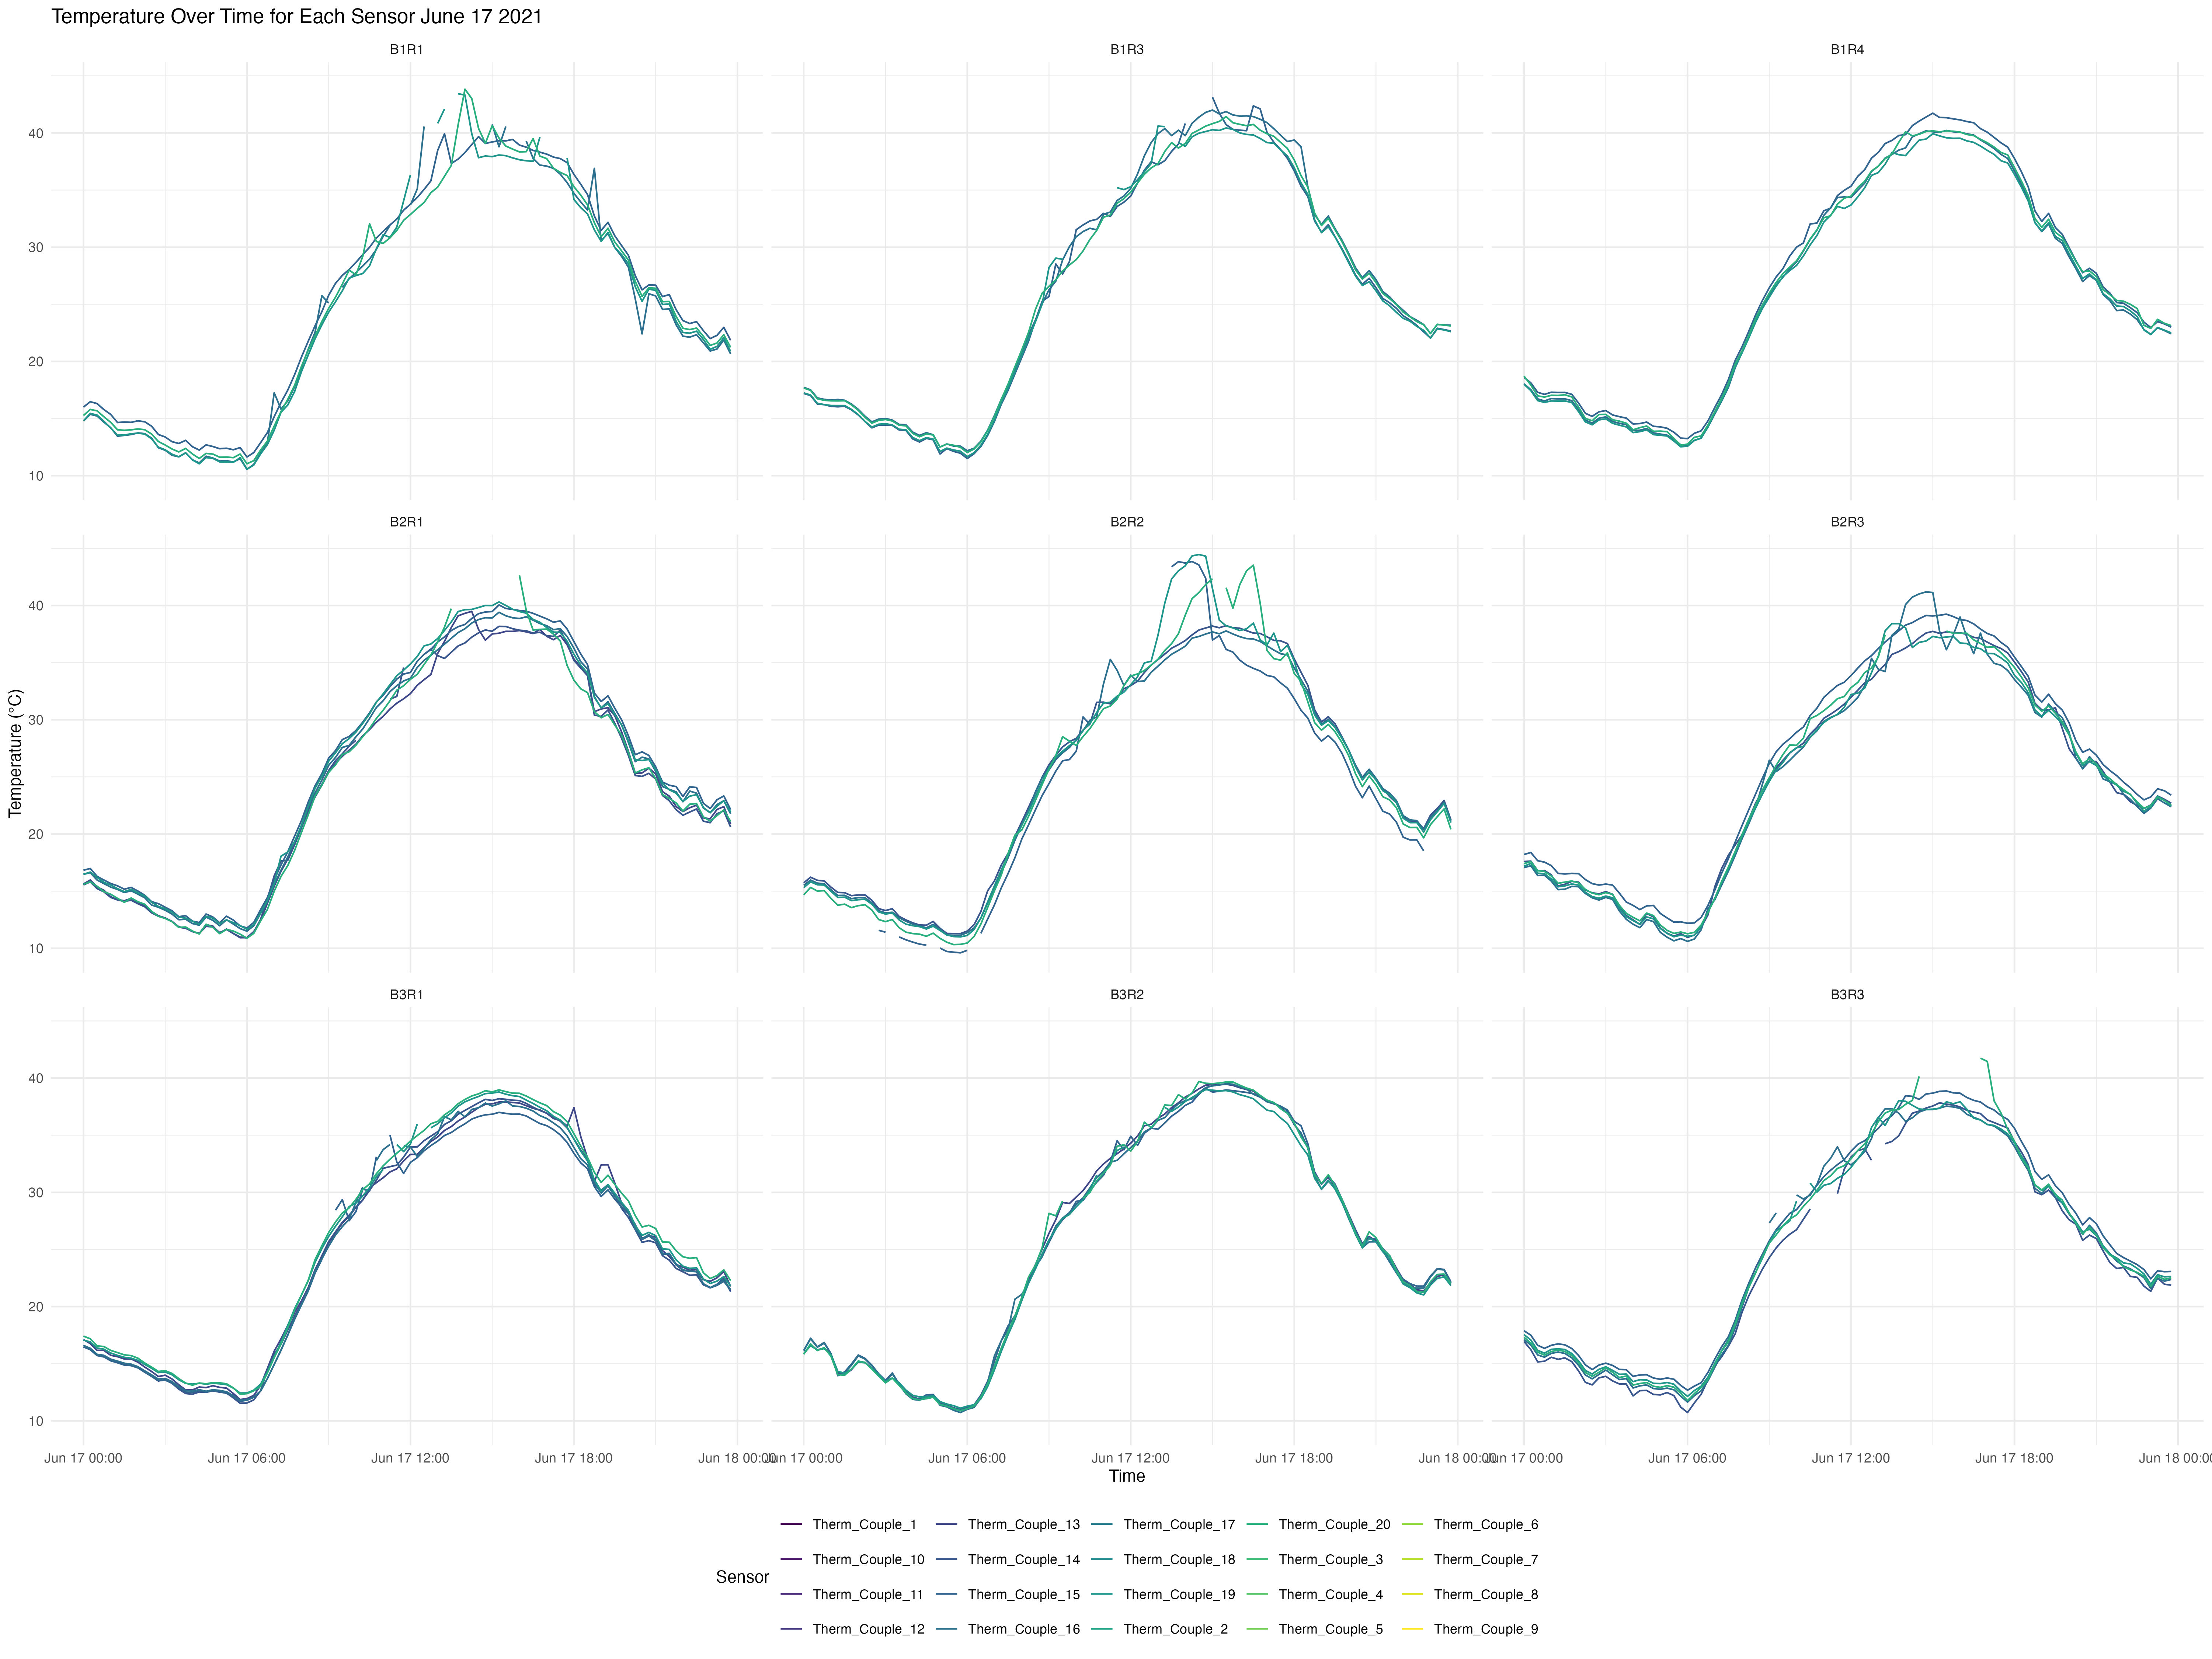 Temperature Over Time for Each Sensor June 17 2021
B1R1 B1R3 B1R4
40
30
20
10
B2R1 B2R2 B2R3
40
30
20
10
B3R1 B3R2 B3R3
40
30
20
10
Temperature (°C)
Jun 17 00:00 Jun 17 06:00 Jun 17 12:00 Jun 17 18:00 Jun 18 00:00 Jun 17 00:00 Jun 17 06:00 Jun 17 12:00 Jun 17 18:00 Jun 18 00:00 Jun 17 00:00 Jun 17 06:00 Jun 17 12:00 Jun 17 18:00 Jun 18 00:00
Time
Sensor
Therm_Couple_1 Therm_Couple_13 Therm_Couple_17 Therm_Couple_20 Therm_Couple_6
Therm_Couple_10 Therm_Couple_14 Therm_Couple_18 Therm_Couple_3 Therm_Couple_7
Therm_Couple_11 Therm_Couple_15 Therm_Couple_19 Therm_Couple_4 Therm_Couple_8
Therm_Couple_12 Therm_Couple_16 Therm_Couple_2 Therm_Couple_5 Therm_Couple_9